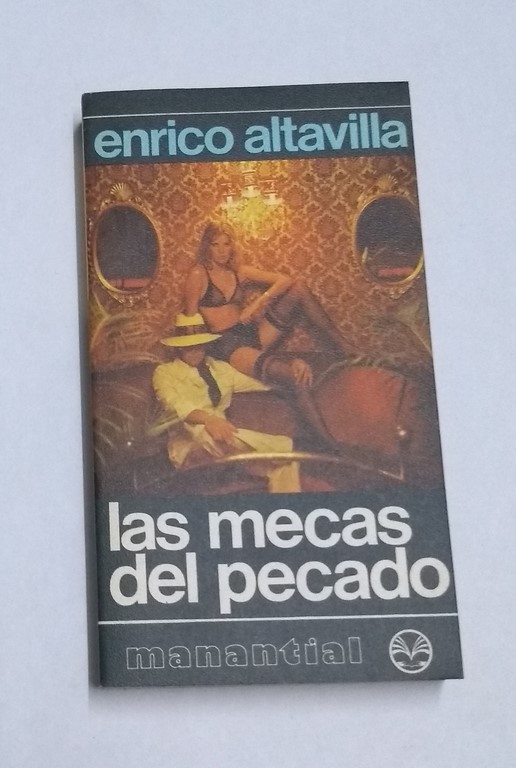 enrico altavilla
las mecas
del pecado
manantial